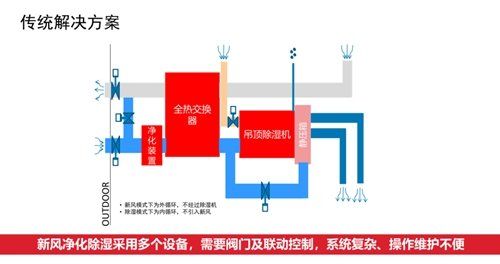 传统解决方案
全热交换
器
净
化
装
置
吊顶除湿机
静压箱
OUTDOOR
• 新风模式下为外循环，不经过除湿机
• 除湿模式下为内循环，不引入新风
新风净化除湿采用多个设备，需要阀门及联动控制，系统复杂、操作维护不便